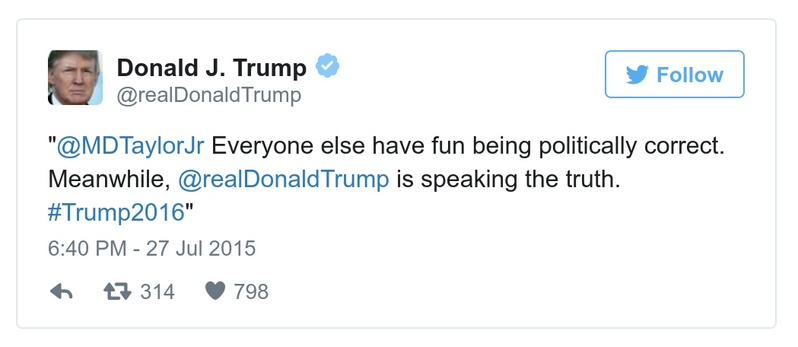 Donald J. Trump
@realDonaldTrump
Follow
"@MDTaylorJr Everyone else have fun being politically correct.
Meanwhile, @realDonaldTrump is speaking the truth.
#Trump2016"
6:40 PM - 27 Jul 2015
314 798